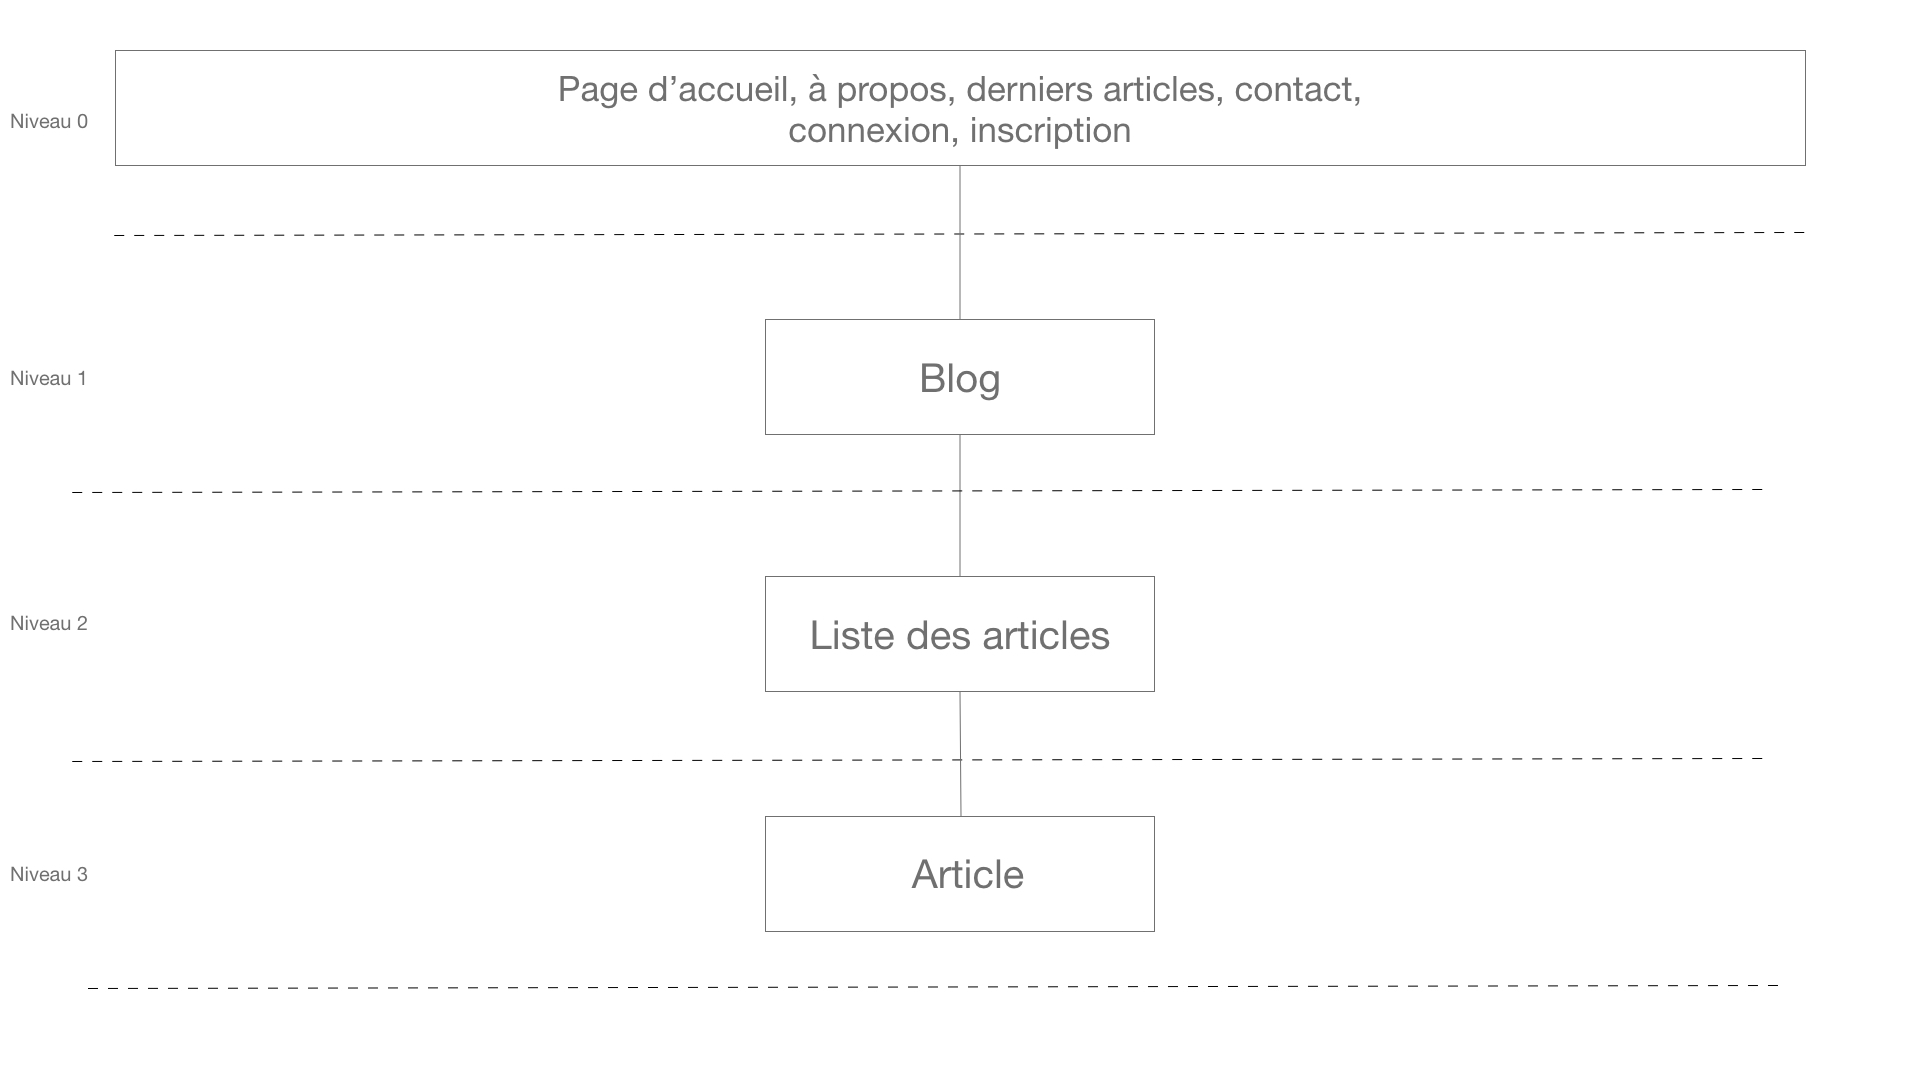 Page d’accueil, à propos, derniers articles, contact,
connexion, inscription
Niveau 0
Niveau 1
Blog
Niveau 2
Liste des articles
Niveau 3
Article